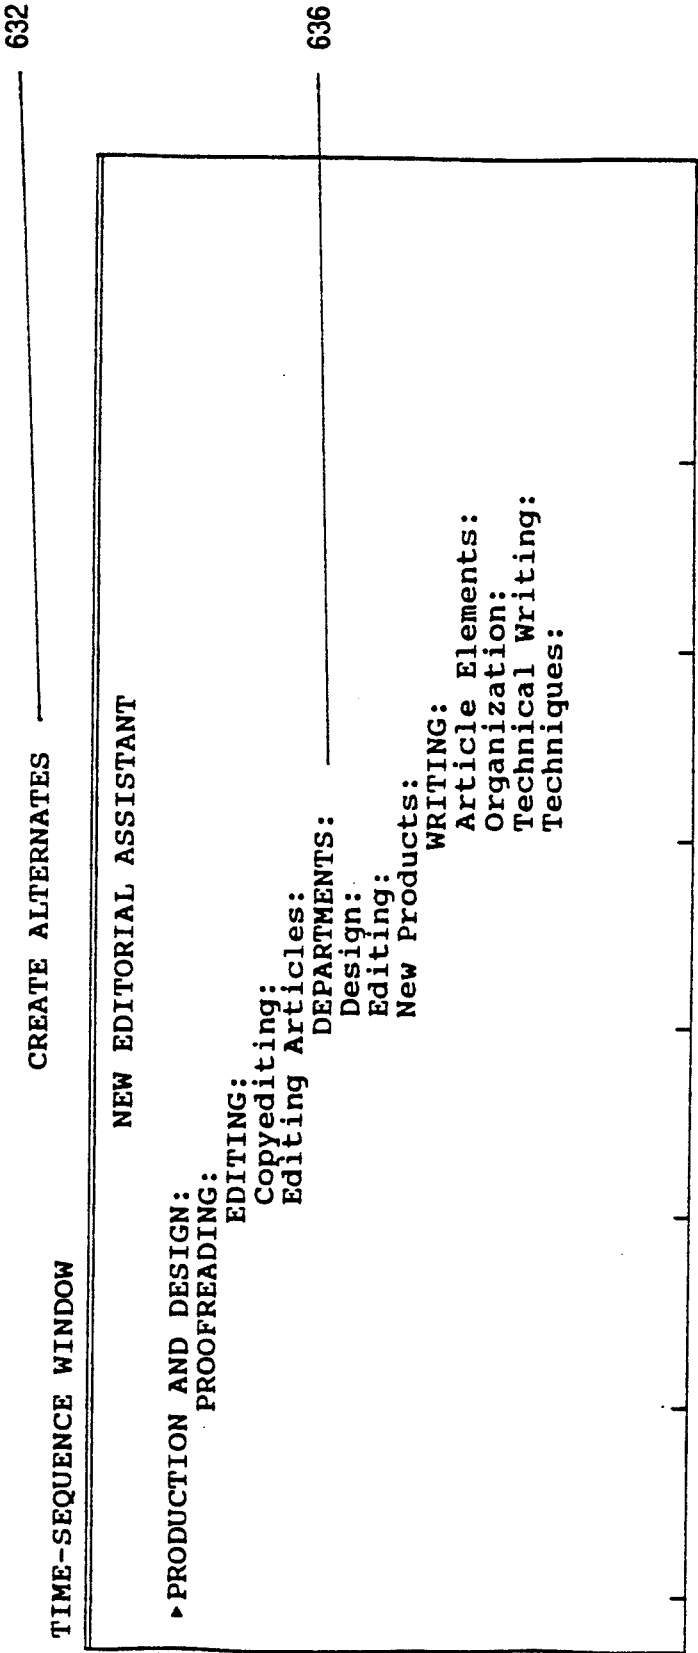 632
CREATE ALTERNATES
TIME-SEQUENCE WINDOW
NEW EDITORIAL ASSISTANT
▸PRODUCTION AND DESIGN:
PROOFREADING:
EDITING:
Copyediting:
Editing Articles:
DEPARTMENTS:
636
Design:
Editing:
New Products:
WRITING:
Article Elements:
Organization:
Technical Writing:
Techniques: